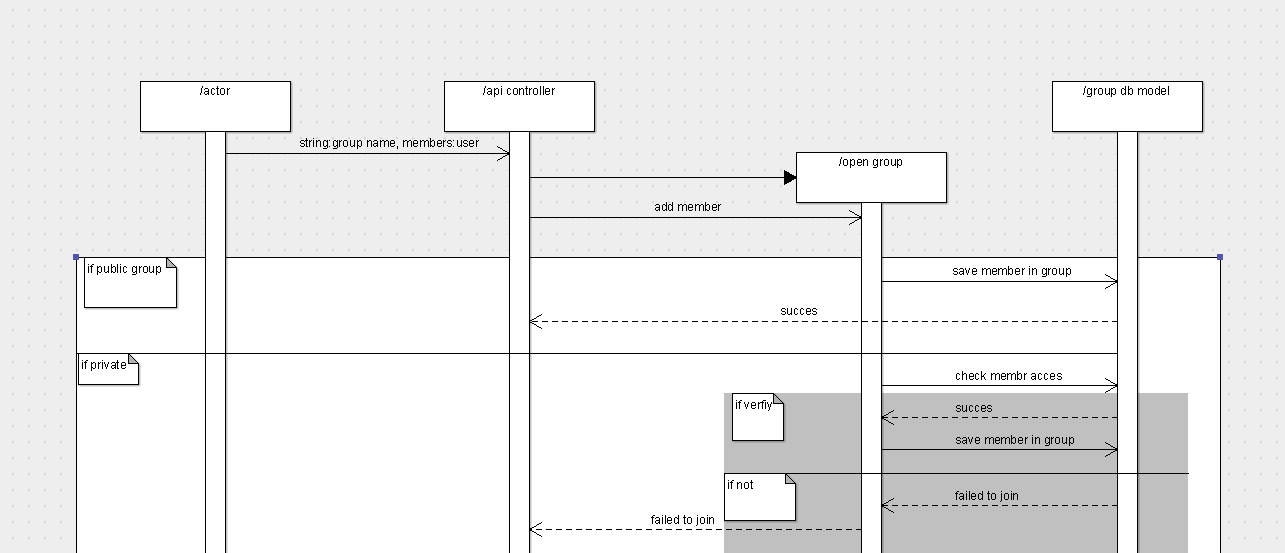 /actor
/api controller
/group db model
string:group name, members:user
/open group
add member
if public group
save member in group
succes
if private
check membr acces
if verfiy
succes
save member in group
if not
failed to join
failed to join